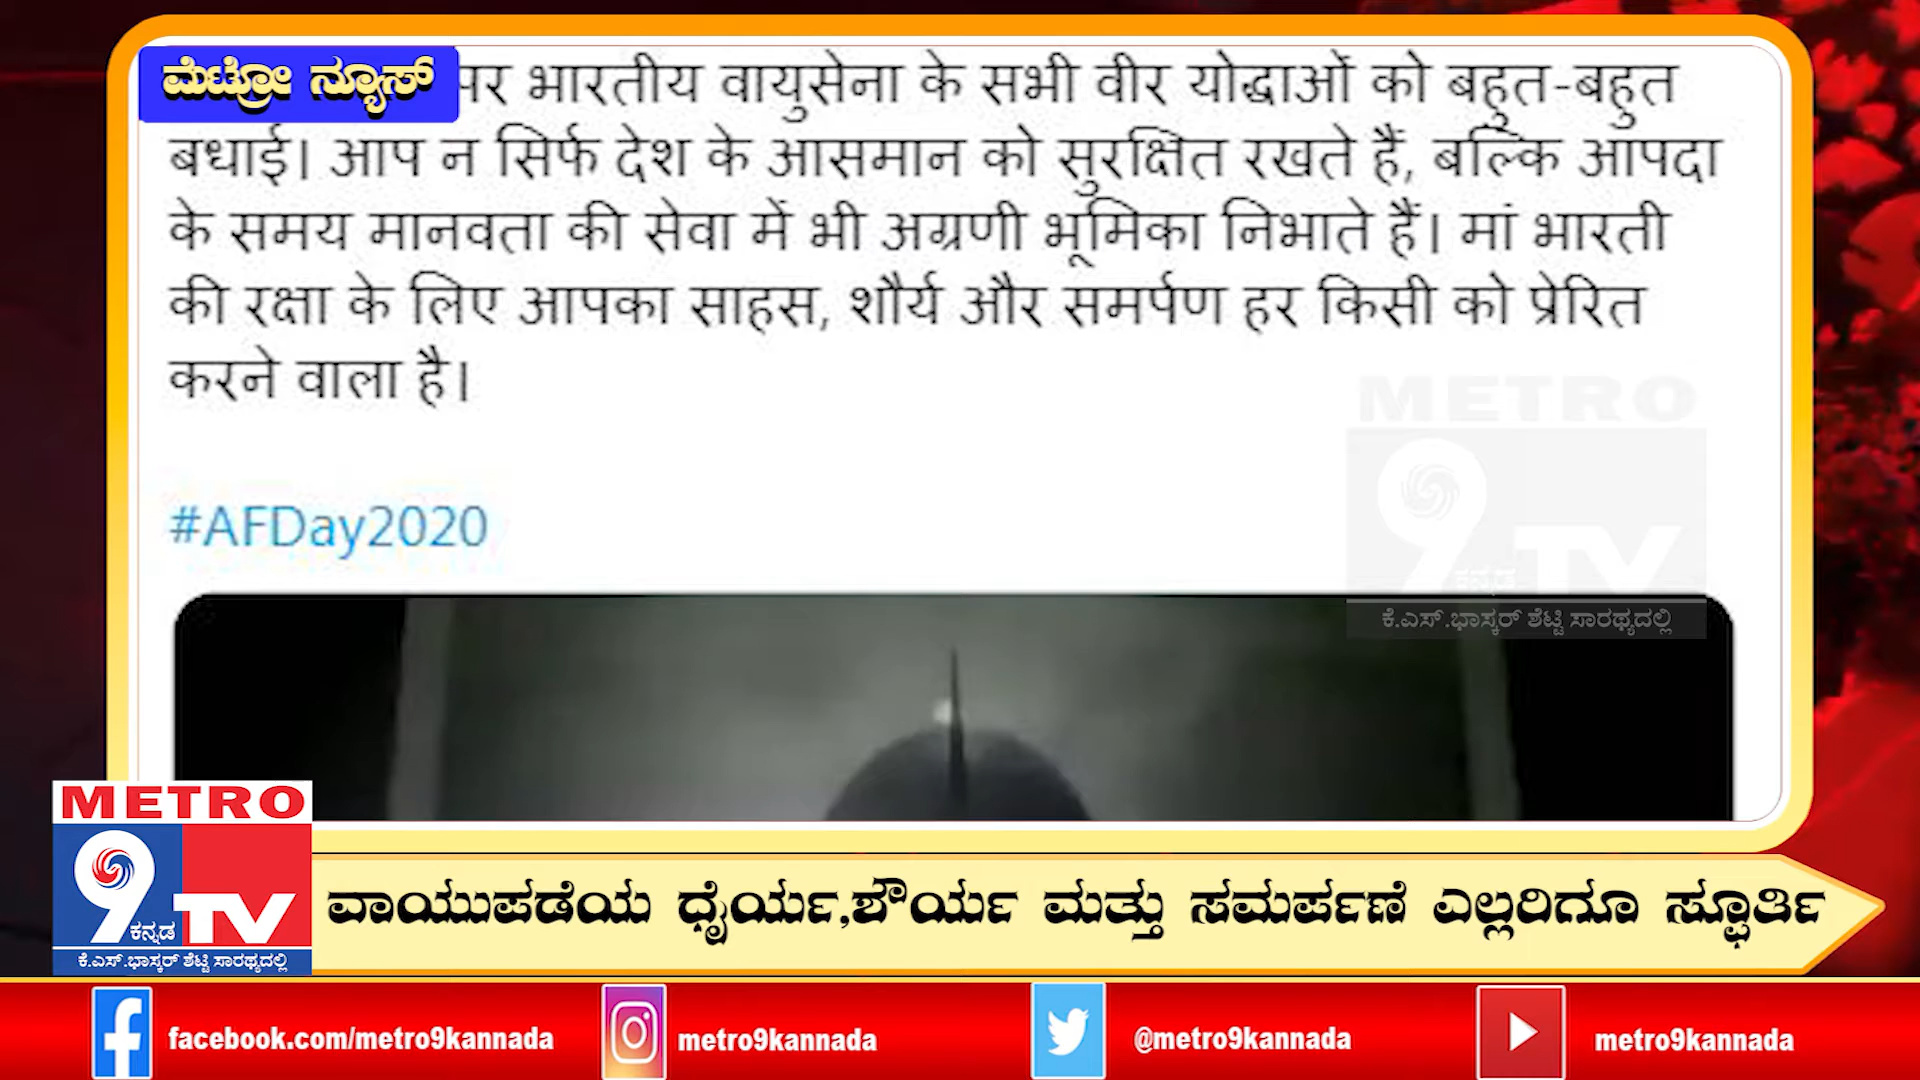 ಮೆಟ್ರೋ ನ್ಯೂಸ್
पर भारतीय वायुसेना के सभी वीर योद्धाओं को बहुत-बहुत
बधाई। आप न सिर्फ देश के आसमान को सुरक्षित रखते हैं, बल्कि आपदा
के समय मानवता की सेवा में भी अग्रणी भूमिका निभाते हैं। मां भारती
की रक्षा के लिए आपका साहस, शौर्य और समर्पण हर किसी को प्रेरित
करने वाला है।
METRO
9 TV
ಕನ್ನಡ
ಕೆ.ಎಸ್.ಭಾಸ್ಕರ್ ಶೆಟ್ಟಿ ಸಾರಥ್ಯದಲ್ಲಿ
#AFDay2020
METRO
9 TV
ಕನ್ನಡ
ಕೆ.ಎಸ್.ಭಾಸ್ಕರ್ ಶೆಟ್ಟಿ ಸಾರಥ್ಯದಲ್ಲಿ
ವಾಯುಪಡೆಯ ಧೈರ್ಯ,ಶೌರ್ಯ ಮತ್ತು ಸಮರ್ಪಣೆ ಎಲ್ಲರಿಗೂ ಸ್ಫೂರ್ತಿ
facebook.com/metro9kannada metro9kannada @metro9kannada metro9kannada